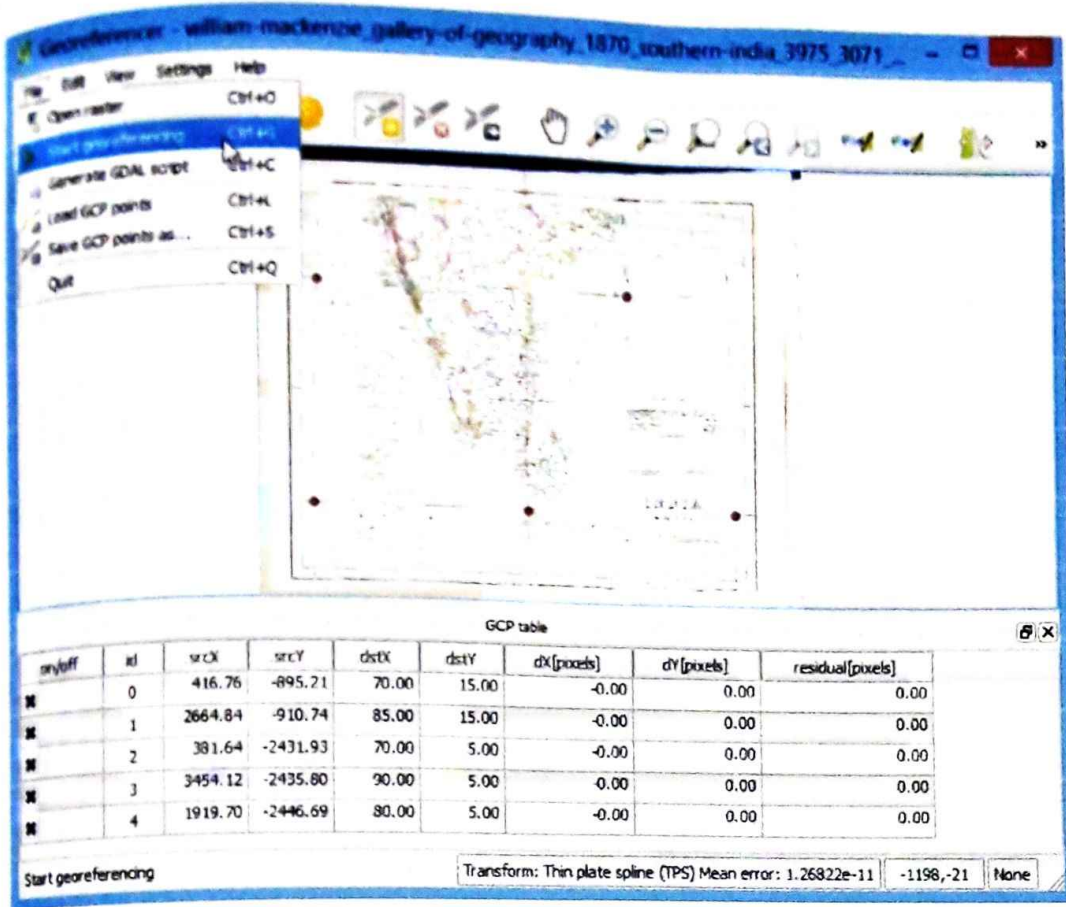 Georeferencer - william-mackenzie_gallery-of-geography_1870_southern-india_3975_3071_...
File Edit View Settings Help
Open raster Ctrl+O
Start georeferencing Ctrl+G
Generate GDAL script Ctrl+C
Load GCP points Ctrl+L
Save GCP points as... Ctrl+S
Quit Ctrl+Q
GCP table
on/off id srcX srcY dstX dstY dX[pixels] dY[pixels] residual[pixels]
0 416.76 -895.21 70.00 15.00 -0.00 0.00 0.00
1 2664.84 -910.74 85.00 15.00 -0.00 0.00 0.00
2 381.64 -2431.93 70.00 5.00 -0.00 0.00 0.00
3 3454.12 -2435.80 90.00 5.00 -0.00 0.00 0.00
4 1919.70 -2446.69 80.00 5.00 -0.00 0.00 0.00
Start georeferencing Transform: Thin plate spline (TPS) Mean error: 1.26822e-11 -1198,-21 None